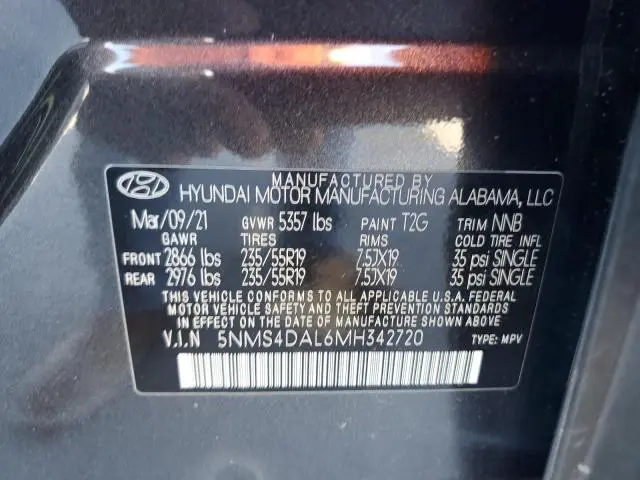 MANUFACTURED BY
HYUNDAI MOTOR MANUFACTURING ALABAMA, LLC
Mar/09/21 GVWR 5357 lbs PAINT T2G TRIM NNB
GAWR TIRES RIMS COLD TIRE INFL
FRONT 2866 lbs 235/55R19 7.5JX19 35 psi SINGLE
REAR 2976 lbs 235/55R19 7.5JX19 35 psi SINGLE
THIS VEHICLE CONFORMS TO ALL APPLICABLE U.S.A. FEDERAL
MOTOR VEHICLE SAFETY AND THEFT PREVENTION STANDARDS
IN EFFECT ON THE DATE OF MANUFACTURE SHOWN ABOVE.
V.I.N 5NMS4DAL6MH342720 TYPE: MPV